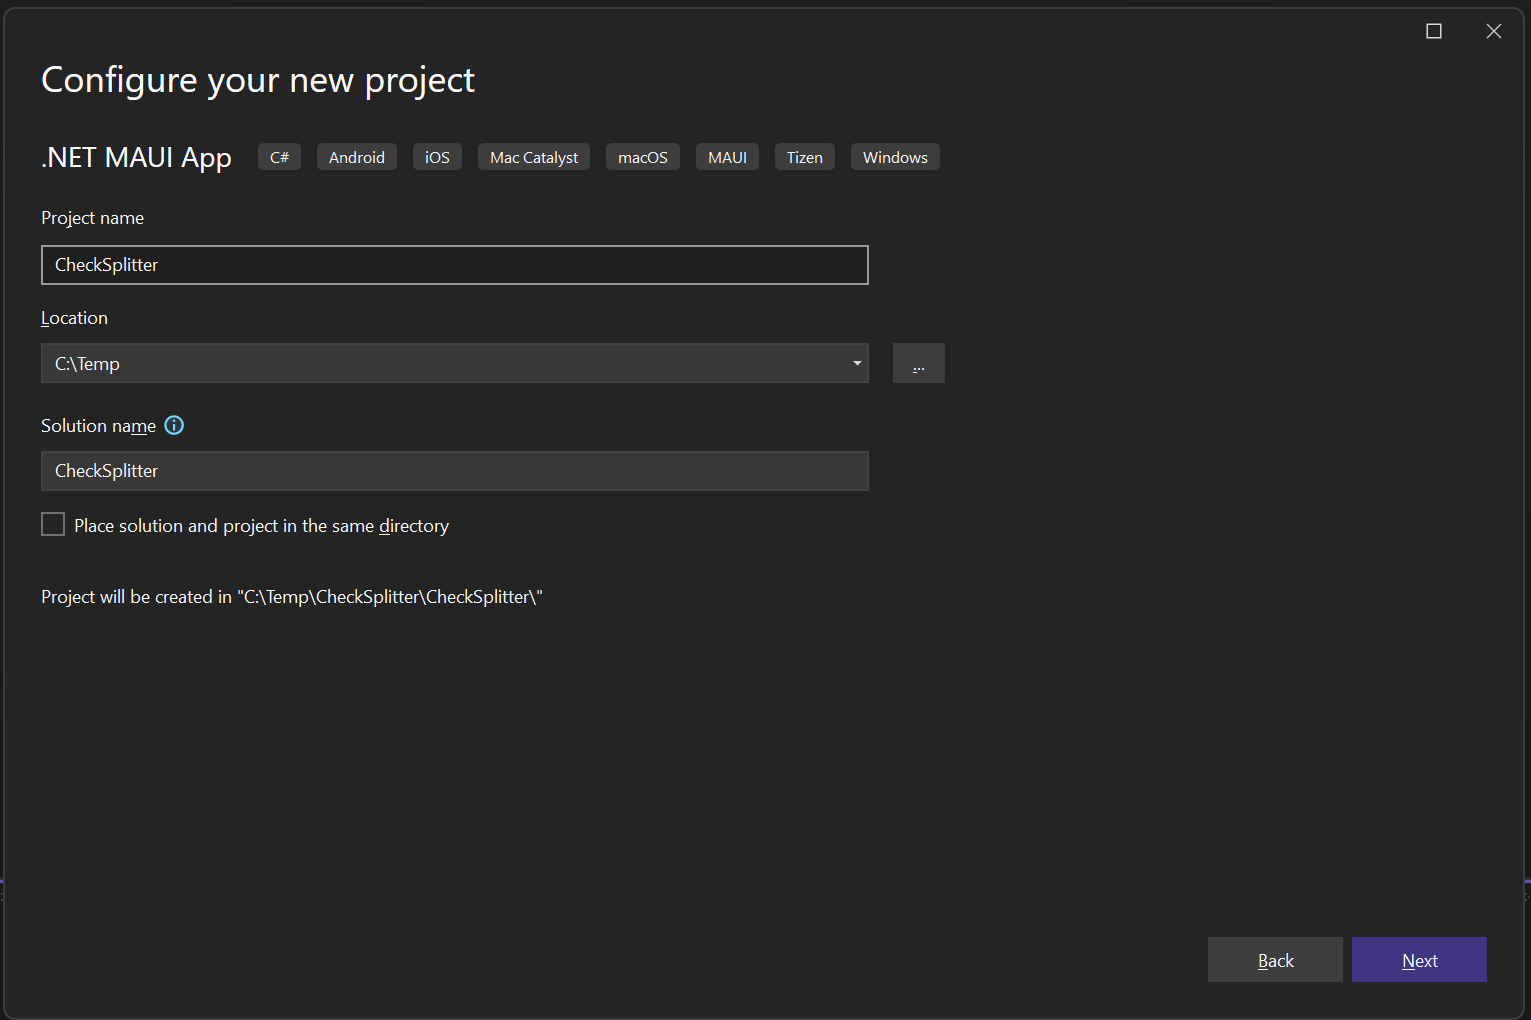 Configure your new project
.NET MAUI App C# Android iOS Mac Catalyst macOS MAUI Tizen Windows
Project name
CheckSplitter
Location
C:\Temp
...
Solution name
CheckSplitter
Place solution and project in the same directory
Project will be created in "C:\Temp\CheckSplitter\CheckSplitter\"
Back Next